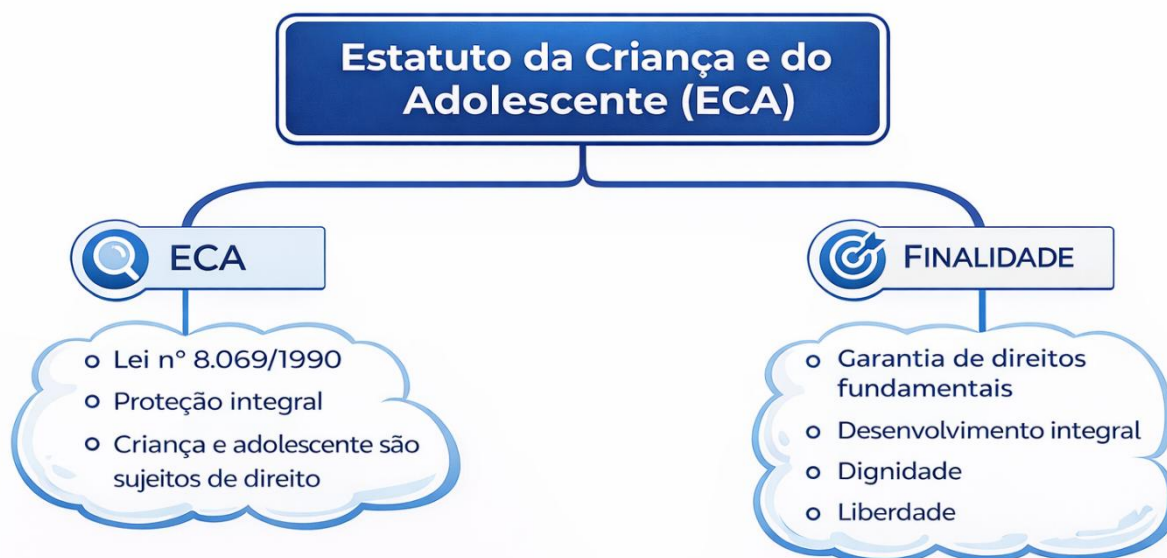 Estatuto da Criança e do
Adolescente (ECA)
ECA
Lei nº 8.069/1990
Proteção integral
Criança e adolescente são
sujeitos de direito
FINALIDADE
Garantia de direitos
fundamentais
Desenvolvimento integral
Dignidade
Liberdade